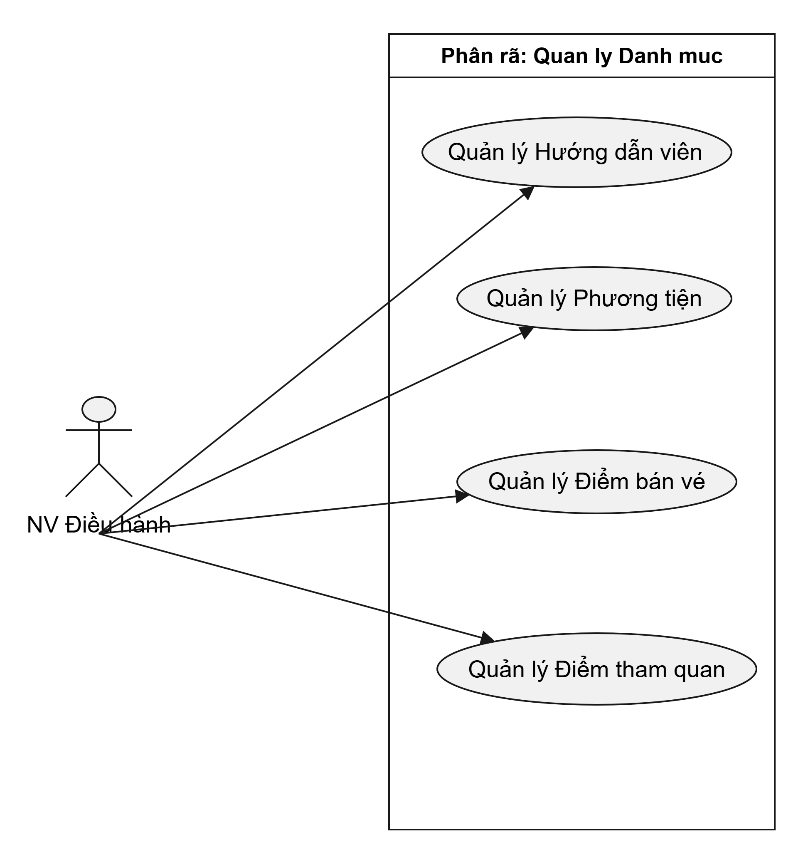 Phân rã: Quan ly Danh muc
Quản lý Hướng dẫn viên
Quản lý Phương tiện
Quản lý Điểm bán vé
NV Điều hành
Quản lý Điểm tham quan